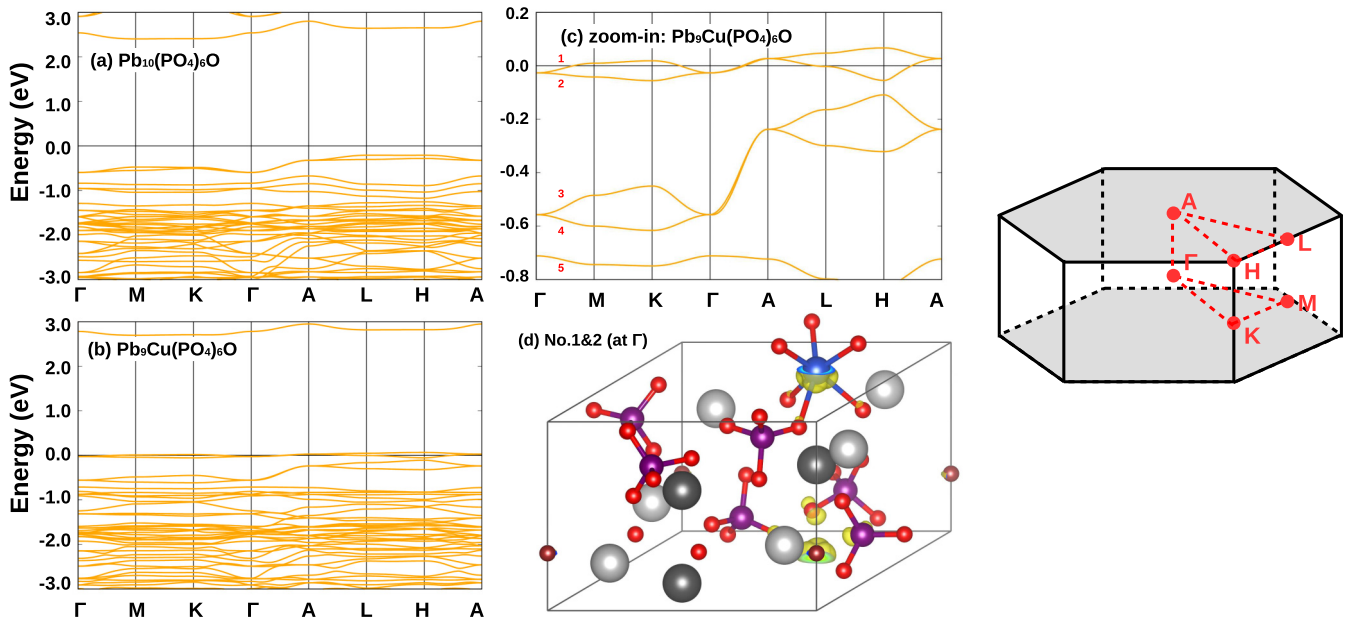 Energy (eV)
3.0
2.0
1.0
0.0
-1.0
-2.0
-3.0
(a) Pb₁₀(PO₄)₆O
Γ M K Γ A L H A
Energy (eV)
3.0
2.0
1.0
0.0
-1.0
-2.0
-3.0
(b) Pb₉Cu(PO₄)₆O
Γ M K Γ A L H A
0.2
0.0
-0.2
-0.4
-0.6
-0.8
(c) zoom-in: Pb₉Cu(PO₄)₆O
1
2
3
4
5
Γ M K Γ A L H A
(d) No.1&2 (at Γ)
A
L
H
Γ
M
K